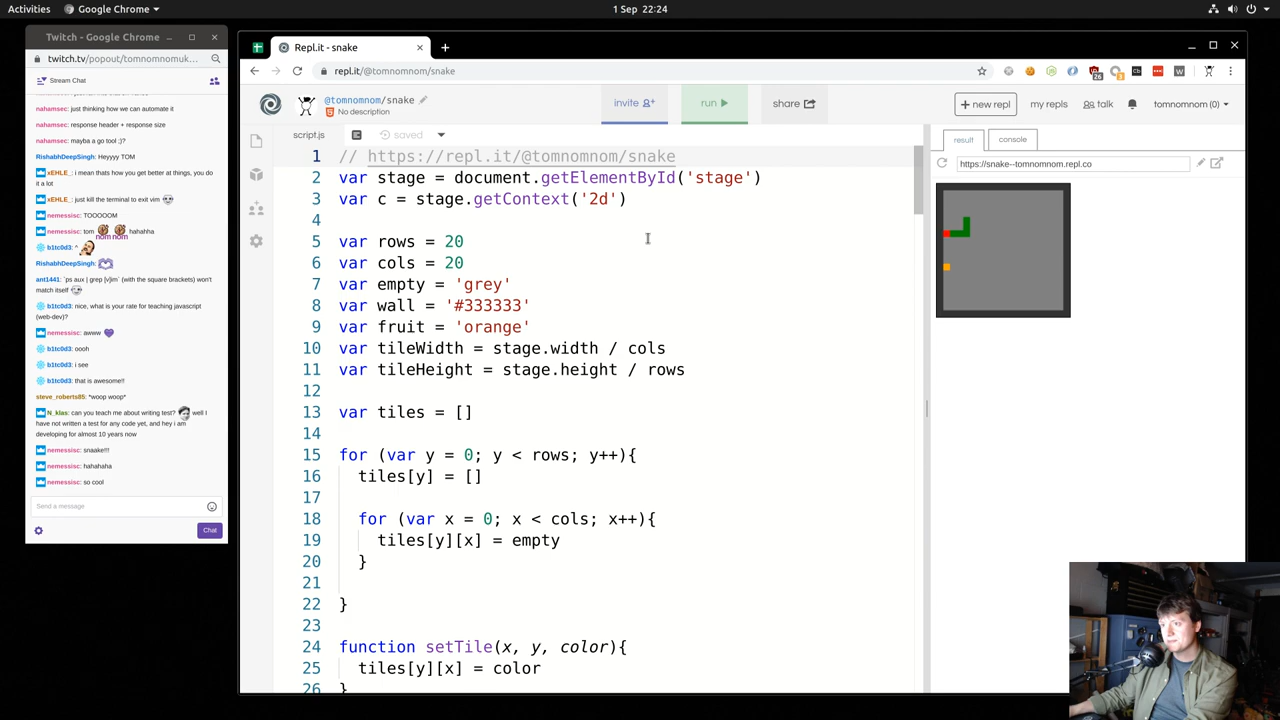 Activities
Google Chrome
1 Sep 22:24
Twitch - Google Chrome
twitch.tv/popout/tomnomnomuk...
Stream Chat
nahamsec: just thinking how we can automate it
nahamsec: response header + response size
nahamsec: mayba a go tool ;)?
RishabhDeepSingh: Heyyyy TOM
xEHLE_: i mean thats how you get better at things, you do
it a lot
xEHLE_: just kill the terminal to exit vim
nemessisc: TOOOOOM
nemessisc: tom hahahha
nom nom
b1tc0d3: ^
RishabhDeepSingh:
ant1441: `ps aux | grep [v]im` (with the square brackets) won't
match itself
b1tc0d3: nice, what is your rate for teaching javascript
(web-dev)?
nemessisc: awww
b1tc0d3: oooh
b1tc0d3: i see
b1tc0d3: that is awesome!!
steve_roberts85: *woop woop*
N_klas: can you teach me about writing test? well I
have not written a test for any code yet, and hey i am
developing for almost 10 years now
nemessisc: snaake!!!
nemessisc: hahahaha
nemessisc: so cool
Send a message
Chat
Repl.it - snake
repl.it/@tomnomnom/snake
26
3
Cb
W
@tomnomnom/snake
No description
invite
run
share
+ new repl
my repls
talk
tomnomnom (0)
script.js
saved
result
console
https://snake--tomnomnom.repl.co
1 // https://repl.it/@tomnomnom/snake
2 var stage = document.getElementById('stage')
3 var c = stage.getContext('2d')
4
5 var rows = 20
6 var cols = 20
7 var empty = 'grey'
8 var wall = '#333333'
9 var fruit = 'orange'
10 var tileWidth = stage.width / cols
11 var tileHeight = stage.height / rows
12
13 var tiles = []
14
15 for (var y = 0; y < rows; y++){
16 tiles[y] = []
17
18 for (var x = 0; x < cols; x++){
19 tiles[y][x] = empty
20 }
21
22 }
23
24 function setTile(x, y, color){
25 tiles[y][x] = color
26 }